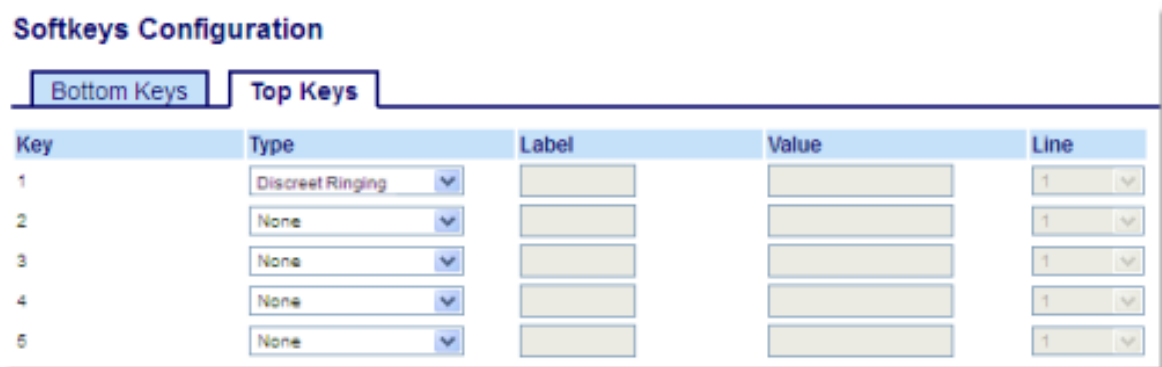 Softkeys Configuration
Bottom Keys Top Keys
Key Type Label Value Line
1 Discreet Ringing 1
2 None 1
3 None 1
4 None 1
5 None 1